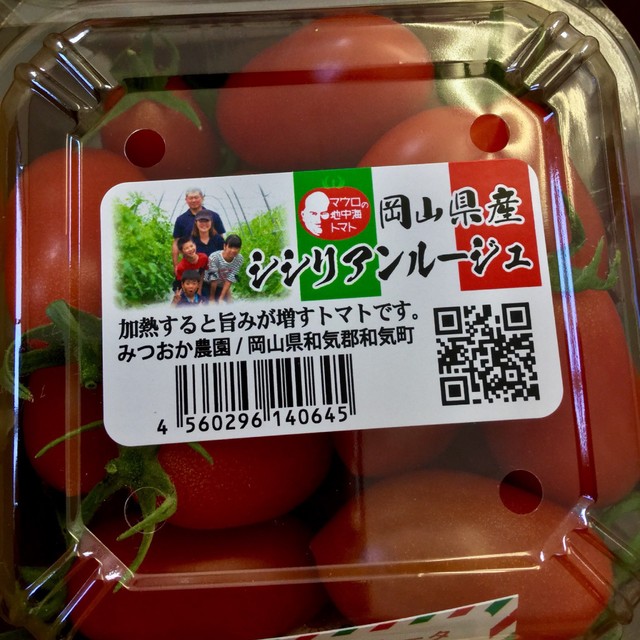 マウロの
地中海
トマト
岡山県産
シシリアンルージュ
加熱すると旨みが増すトマトです。
みつおか農園/岡山県和気郡和気町
4 560296 140645